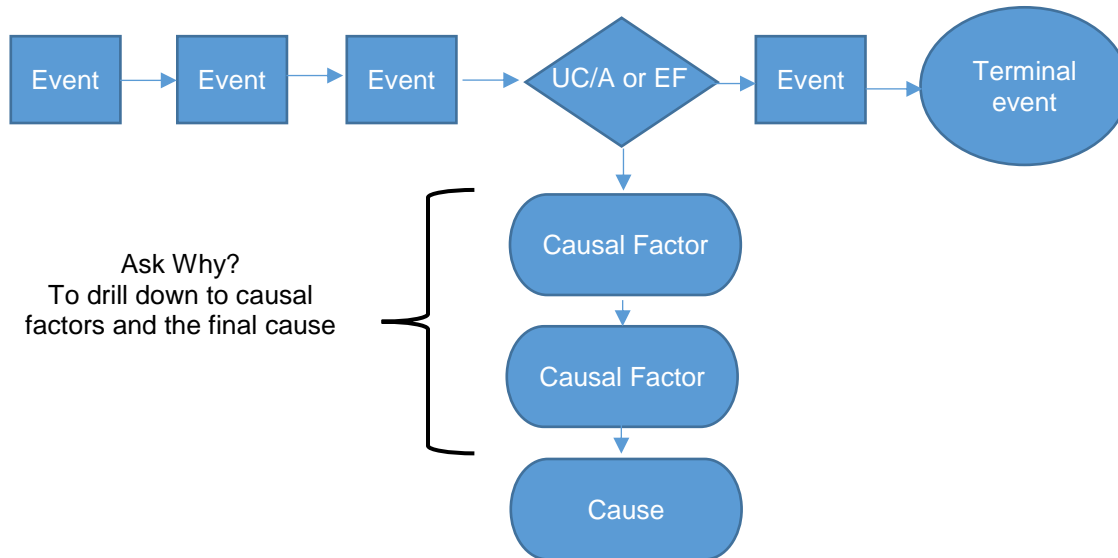 Event
Event
Event
UC/A or EF
Event
Terminal
event
Causal Factor
Ask Why?
To drill down to causal
factors and the final cause
Causal Factor
Cause